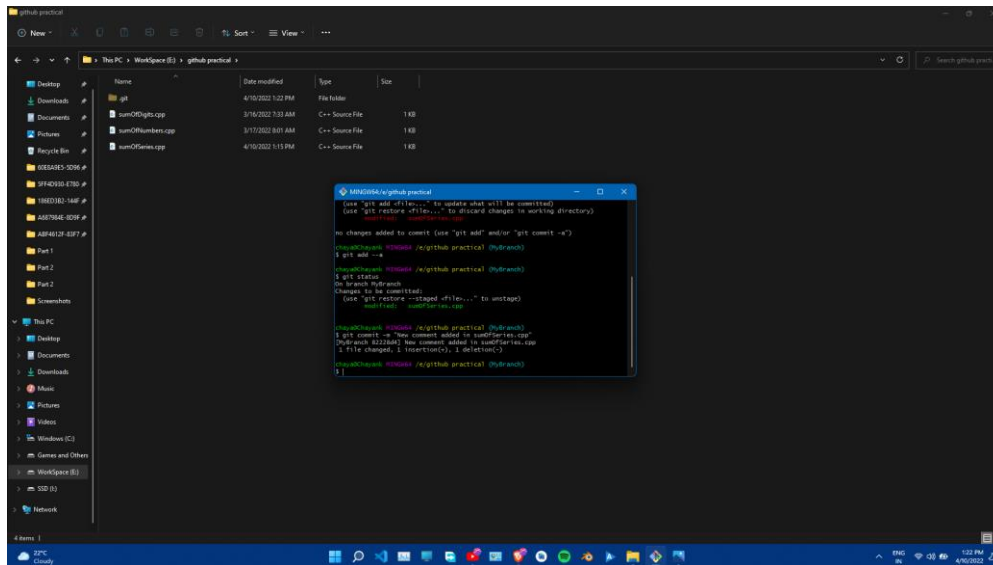 github practical
New
Sort
View
This PC > WorkSpace (E:) > github practical >
Search github practi
Name
Date modified
Type
Size
.git
4/10/2022 1:22 PM
File folder
sumOfDigits.cpp
3/16/2022 7:33 AM
C++ Source File
1 KB
sumOfNumbers.cpp
3/17/2022 8:01 AM
C++ Source File
1 KB
sumOfSeries.cpp
4/10/2022 1:15 PM
C++ Source File
1 KB
Desktop
Downloads
Documents
Pictures
Recycle Bin
Part 1
Part 2
Part 2
Screenshots
This PC
Desktop
Documents
Downloads
Music
Pictures
Videos
Windows (C:)
Games and Others
WorkSpace (E:)
SSD (I:)
Network
4 items
MINGW64:/e/github practical
(use "git add <file>..." to update what will be committed)
(use "git restore <file>..." to discard changes in working directory)
modified: sumOfSeries.cpp
no changes added to commit (use "git add" and/or "git commit -a")
chaya@Chayank MINGW64 /e/github practical (MyBranch)
$ git add --a
chaya@Chayank MINGW64 /e/github practical (MyBranch)
$ git status
On branch MyBranch
Changes to be committed:
(use "git restore --staged <file>..." to unstage)
modified: sumOfSeries.cpp
chaya@Chayank MINGW64 /e/github practical (MyBranch)
$ git commit -m "New comment added in sumOfSeries.cpp"
[MyBranch 82228d4] New comment added in sumOfSeries.cpp
1 file changed, 1 insertion(+), 1 deletion(-)
chaya@Chayank MINGW64 /e/github practical (MyBranch)
$
22°C
Cloudy
ENG
IN
1:22 PM
4/10/2022